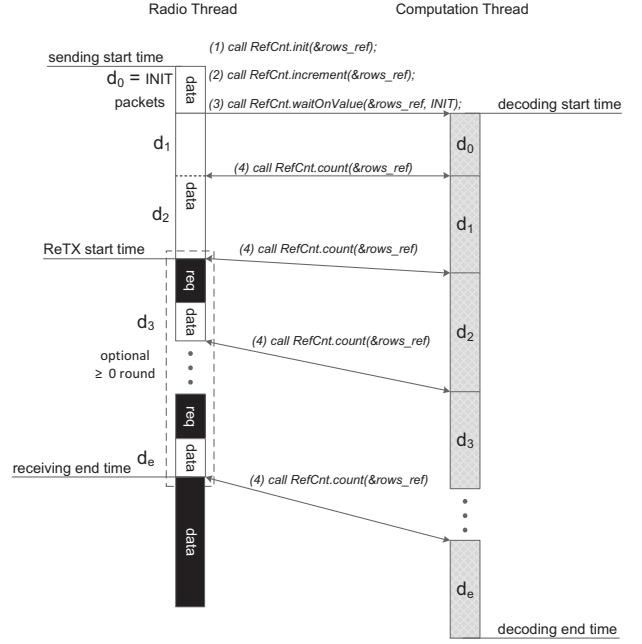 Radio Thread
Computation Thread
(1) call RefCnt.init(&rows_ref);
sending start time
d0 = INIT
packets
data
(2) call RefCnt.increment(&rows_ref);
(3) call RefCnt.waitOnValue(&rows_ref, INIT);
decoding start time
d0
d1
(4) call RefCnt.count(&rows_ref)
data
d2
d1
ReTX start time
(4) call RefCnt.count(&rows_ref)
req
d3
data
(4) call RefCnt.count(&rows_ref)
d2
optional
≥ 0 round
req
d3
de
data
receiving end time
(4) call RefCnt.count(&rows_ref)
data
de
decoding end time